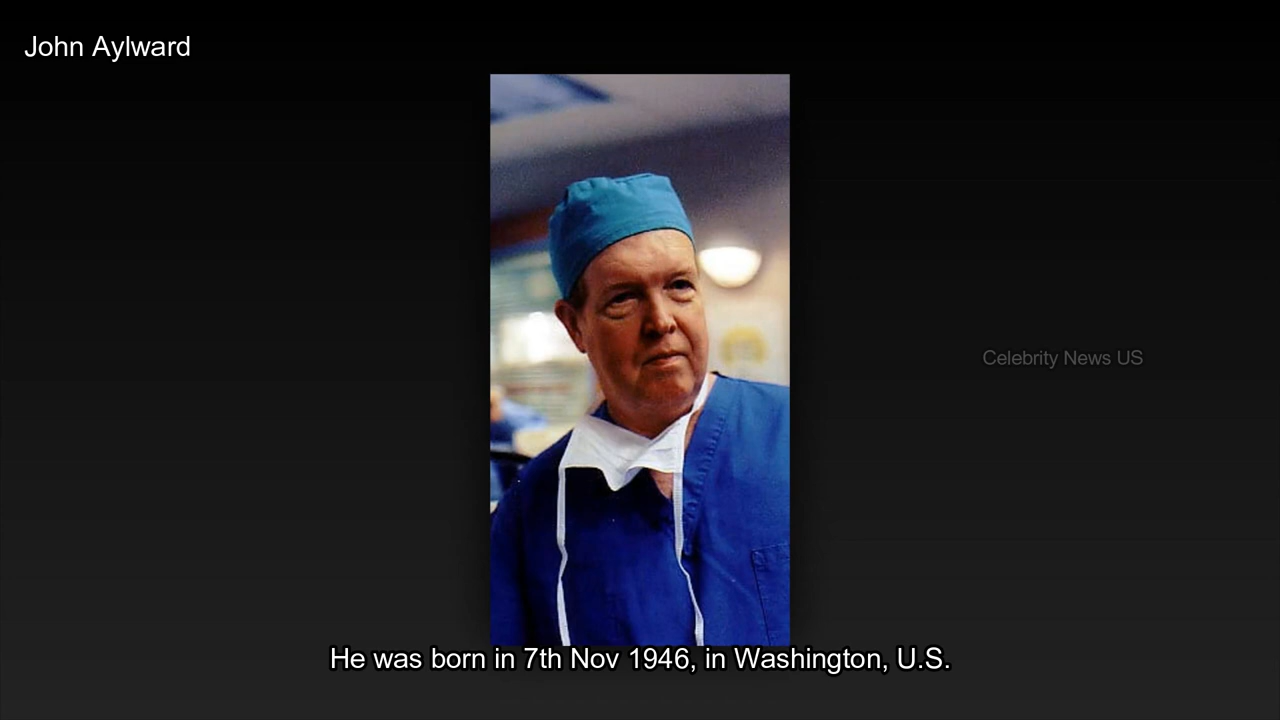 John Aylward
Celebrity News US
He was born in 7th Nov 1946, in Washington, U.S.